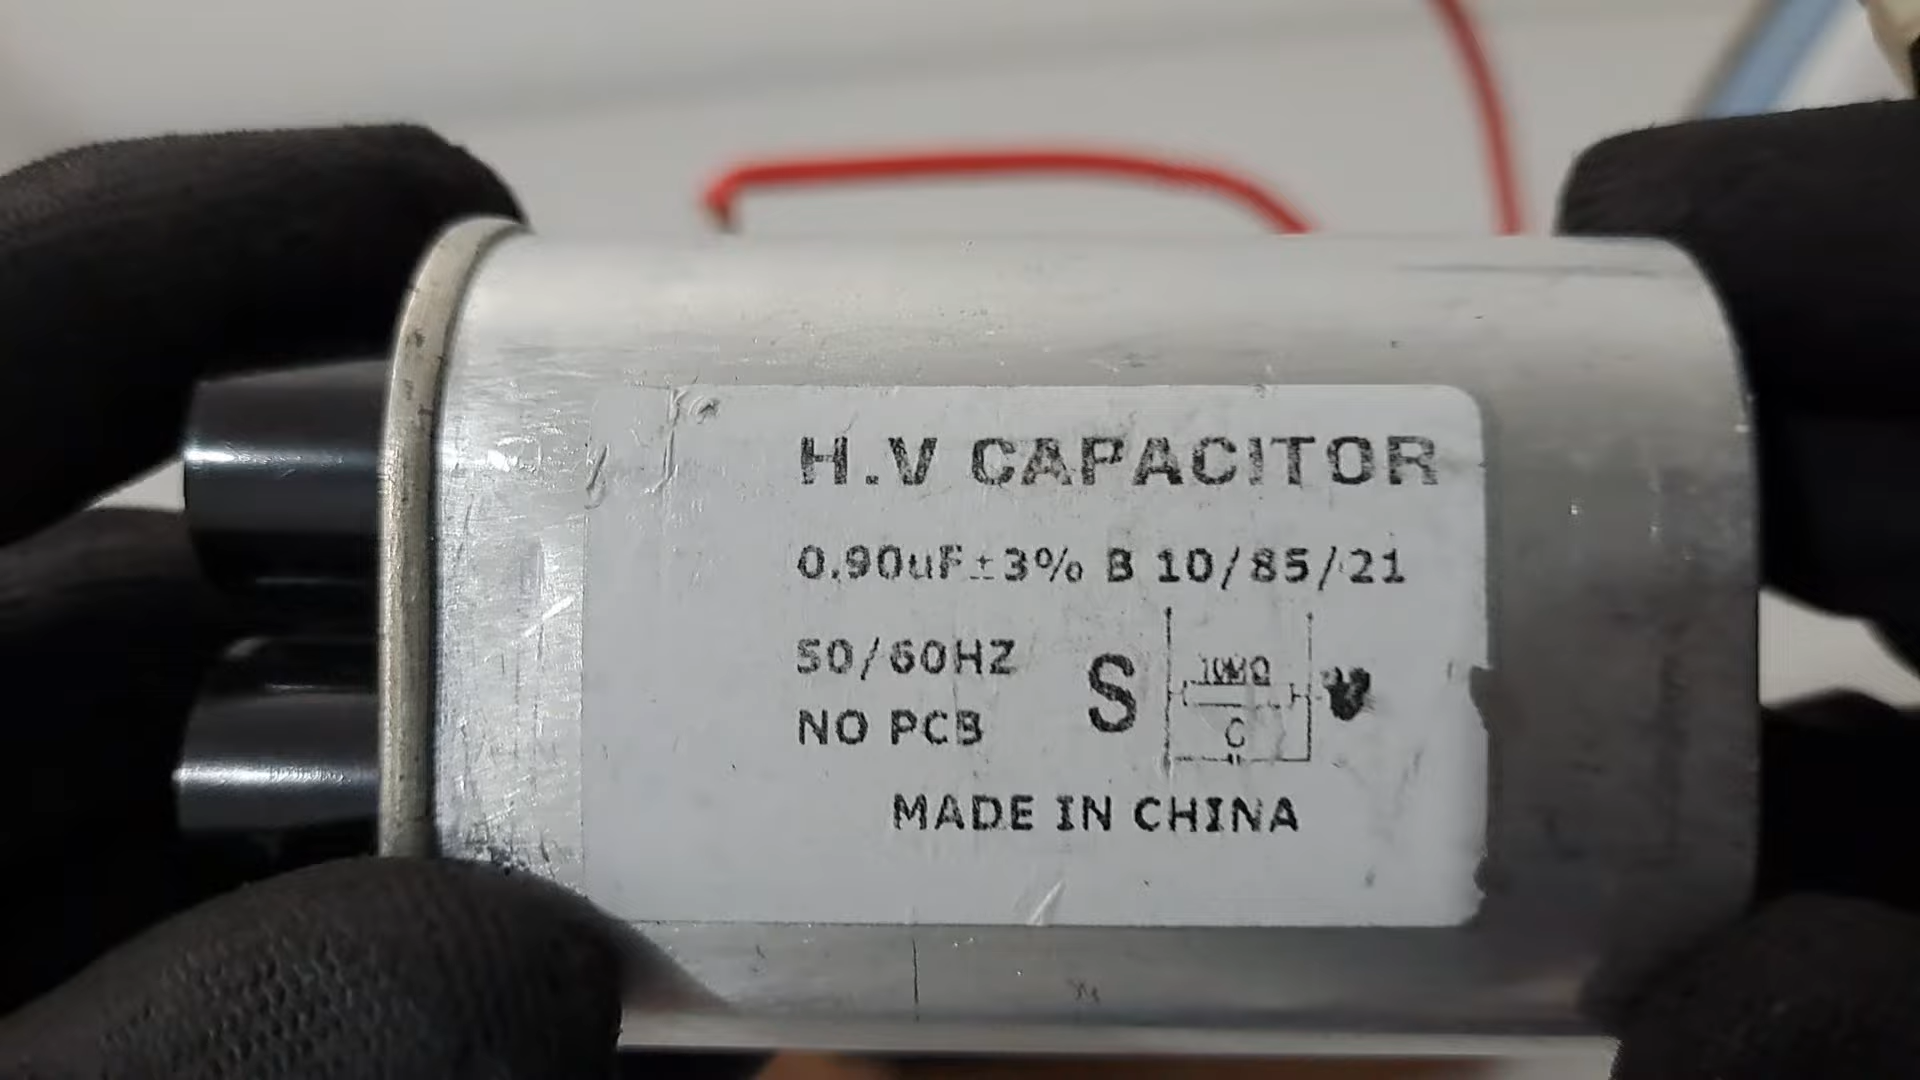 H.V CAPACITOR
0.90uF±3% B 10/85/21
50/60HZ
10MΩ
S
C
NO PCB
MADE IN CHINA